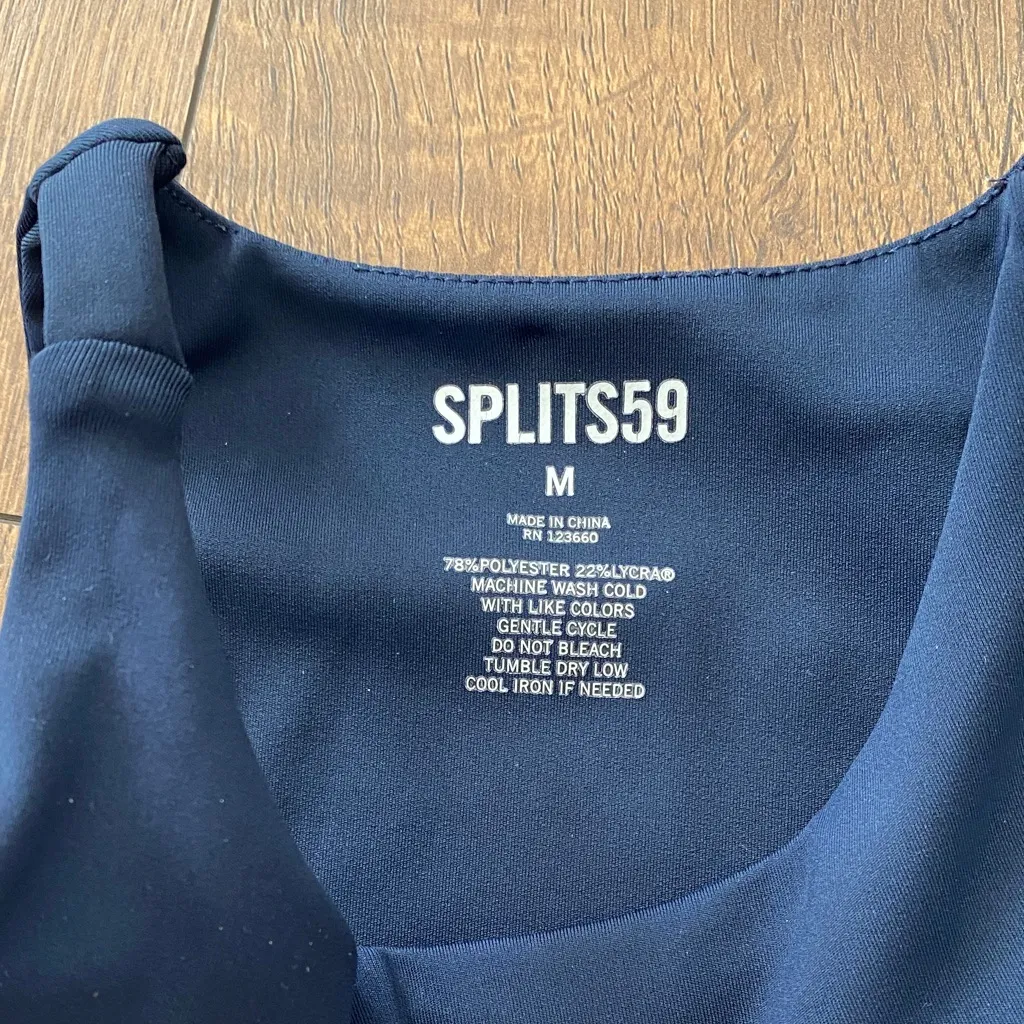 SPLITS59
M
MADE IN CHINA
RN 123660
78%POLYESTER 22%LYCRA®
MACHINE WASH COLD
WITH LIKE COLORS
GENTLE CYCLE
DO NOT BLEACH
TUMBLE DRY LOW
COOL IRON IF NEEDED